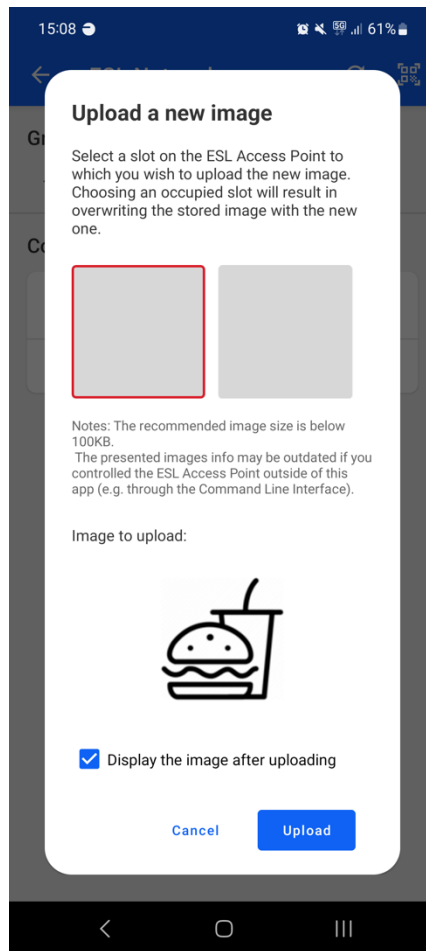 15:08
5G
61%
Upload a new image
Select a slot on the ESL Access Point to
which you wish to upload the new image.
Choosing an occupied slot will result in
overwriting the stored image with the new
one.
Notes: The recommended image size is below
100KB.
The presented images info may be outdated if you
controlled the ESL Access Point outside of this
app (e.g. through the Command Line Interface).
Image to upload:
Display the image after uploading
Cancel
Upload